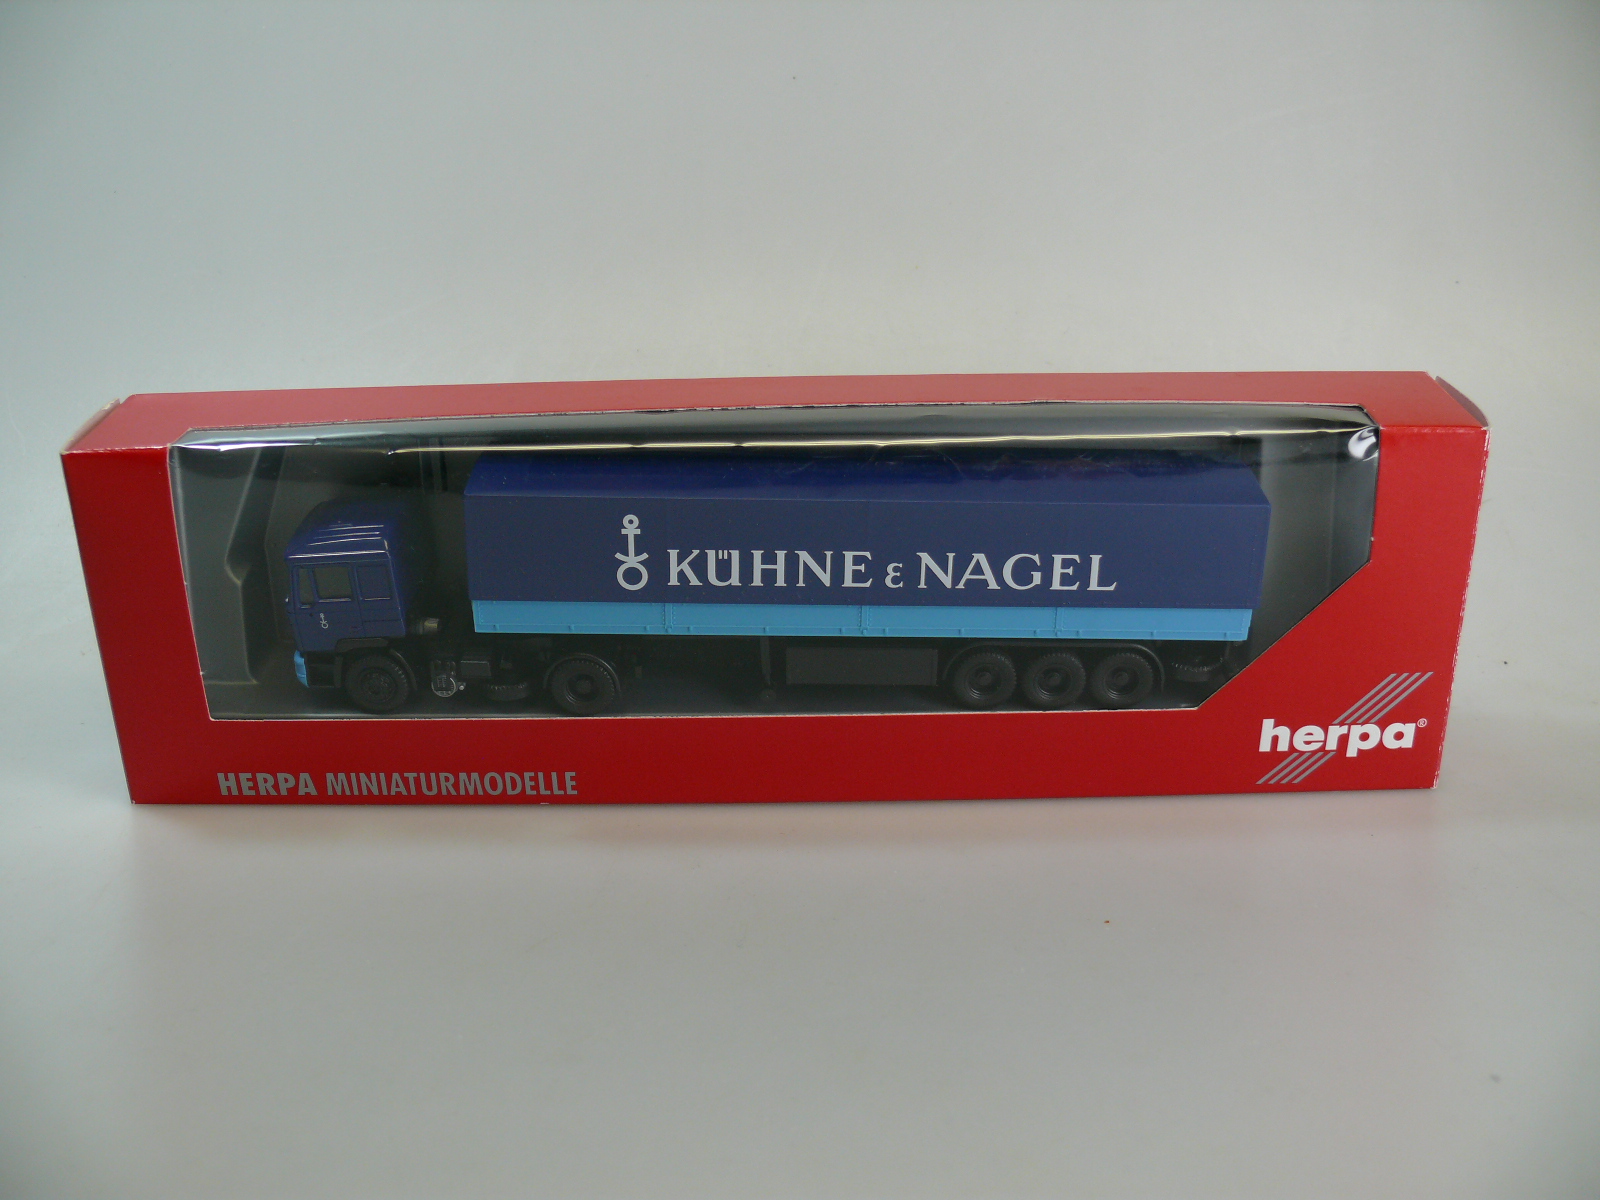 KÜHNE & NAGEL
herpa®
HERPA MINIATURMODELLE